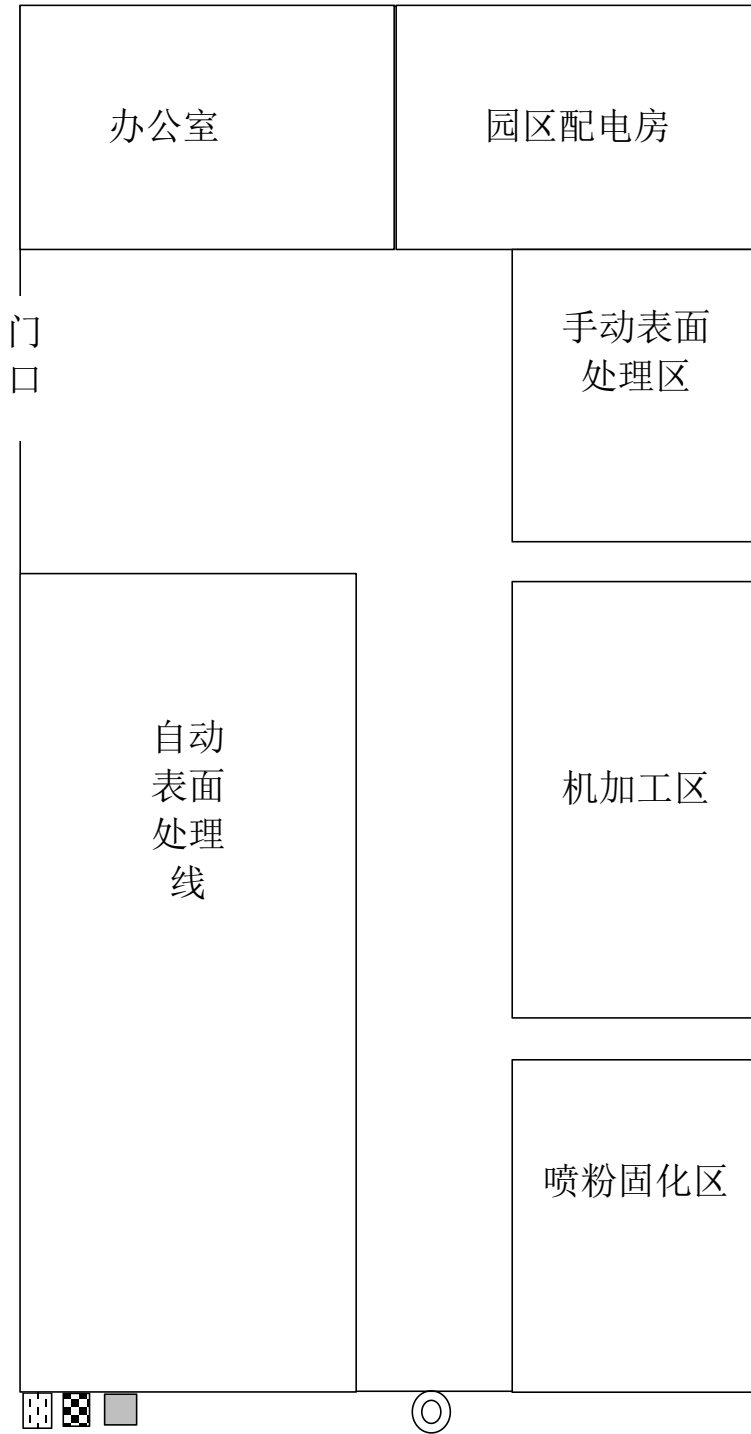 办公室
园区配电房
门
口
手动表面
处理区
自动
表面
处理
线
机加工区
喷粉固化区